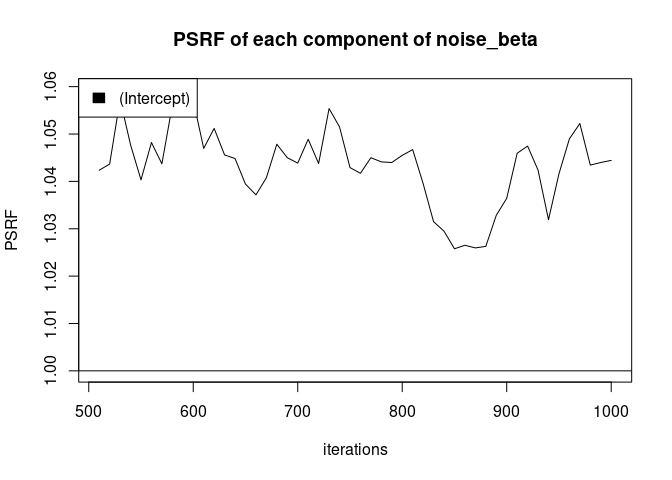 PSRF of each component of noise_beta
(Intercept)
1.06
1.05
1.04
1.03
1.02
1.01
1.00
PSRF
500 600 700 800 900 1000
iterations